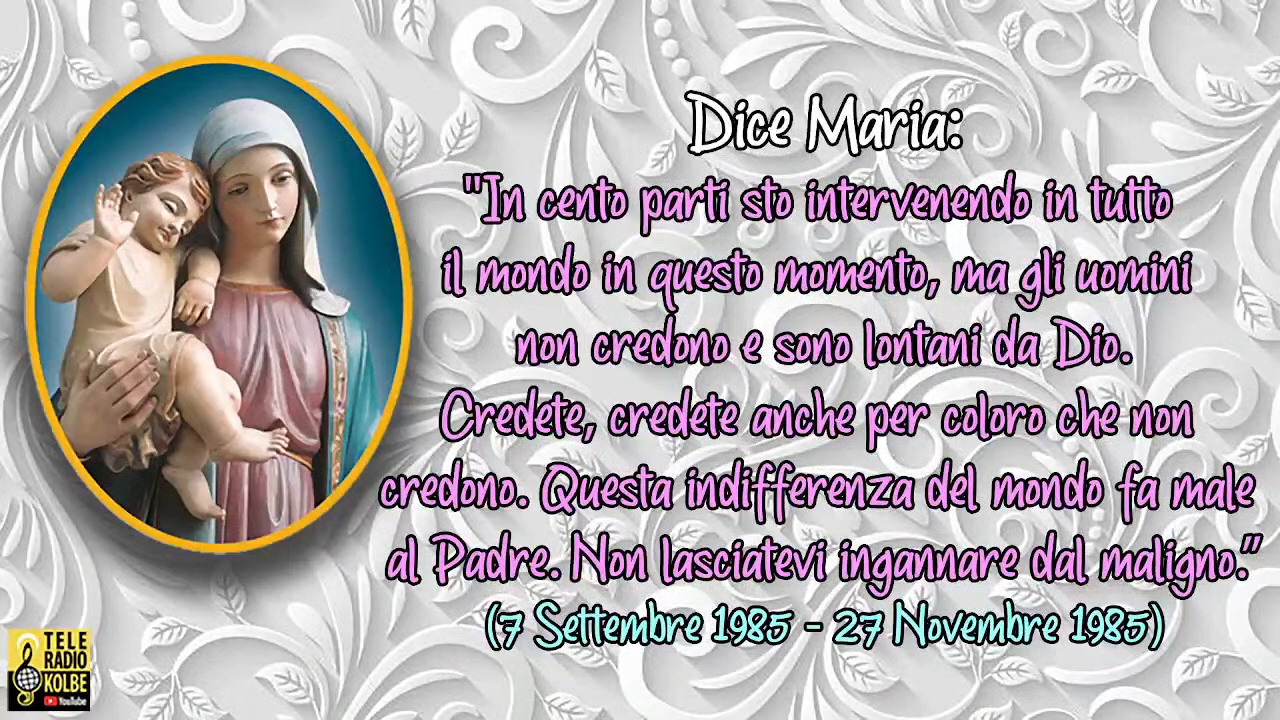 Dice Maria:
"In cento parti sto intervenendo in tutto
il mondo in questo momento, ma gli uomini
non credono e sono lontani da Dio.
Credete, credete anche per coloro che non
credono. Questa indifferenza del mondo fa male
al Padre. Non lasciatevi ingannare dal maligno."
(7 Settembre 1985 - 27 Novembre 1985)
TELE
RADIO
KOLBE
YouTube